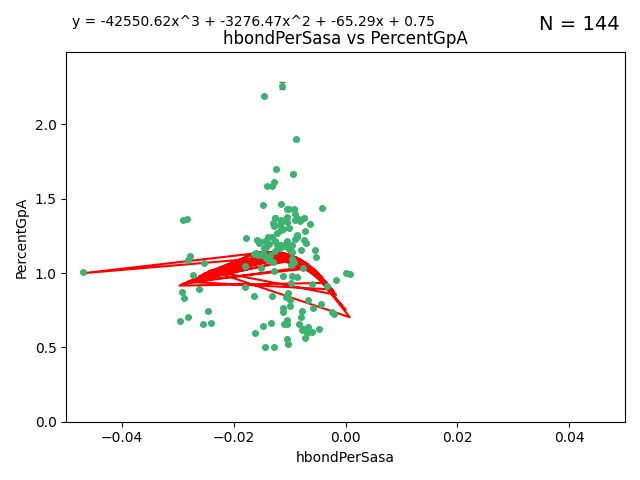 y = -42550.62x^3 + -3276.47x^2 + -65.29x + 0.75
N = 144
hbondPerSasa vs PercentGpA
PercentGpA
2.0
1.5
1.0
0.5
0.0
−0.04 −0.02 0.00 0.02 0.04
hbondPerSasa